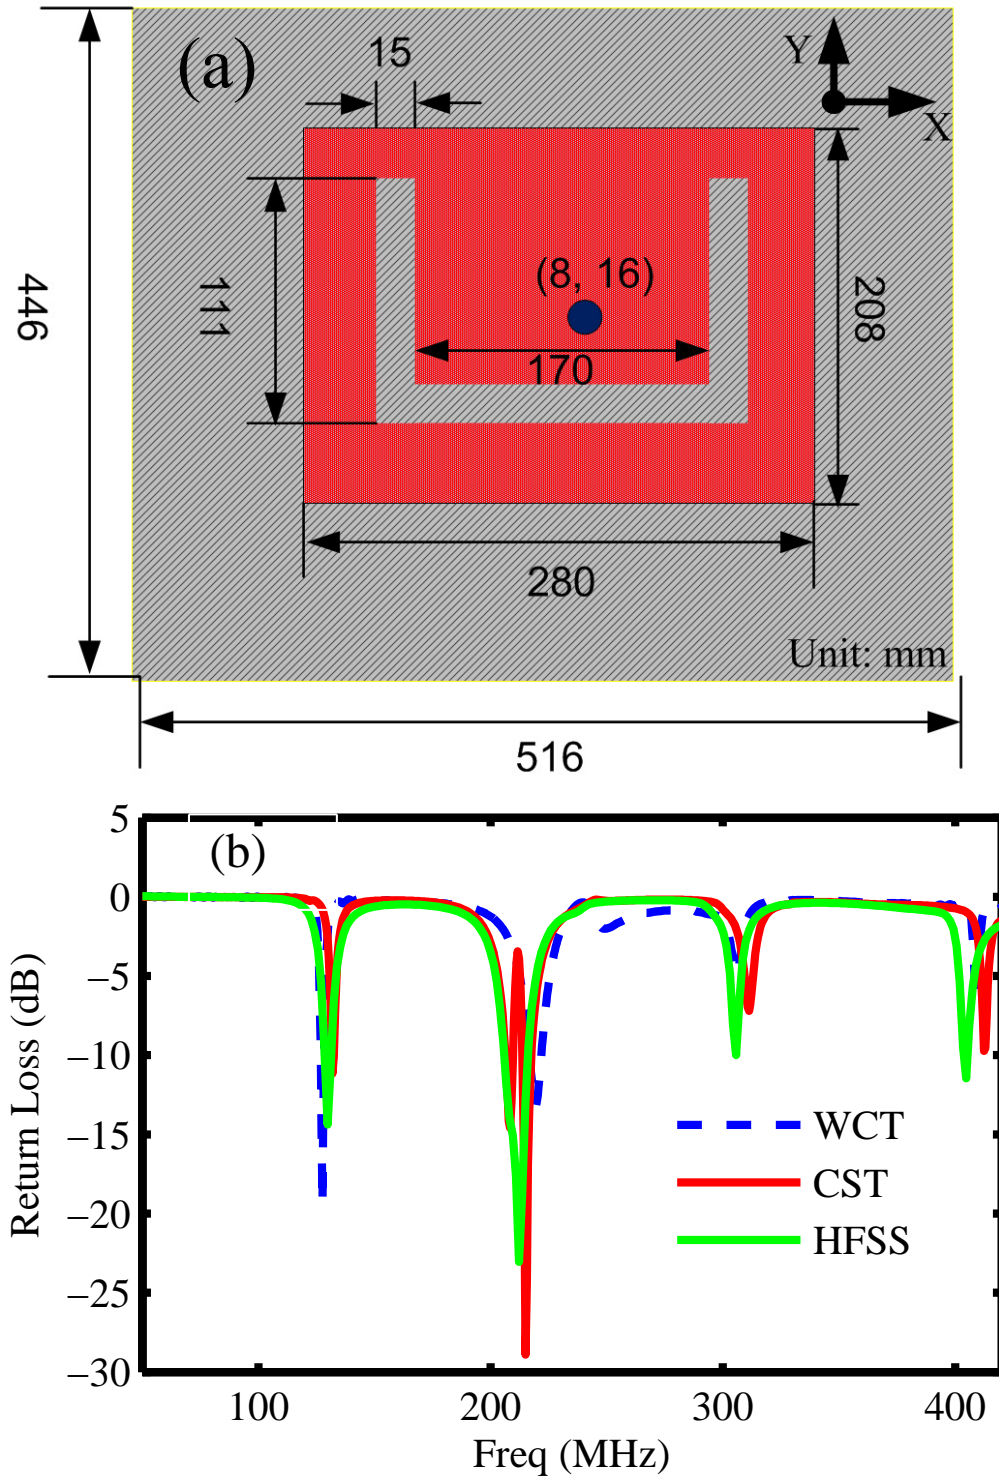 (a)
15
Y
X
(8, 16)
446
111
208
170
280
Unit: mm
516
(b)
5
0
−5
−10
−15
−20
−25
−30
Return Loss (dB)
WCT
CST
HFSS
100 200 300 400
Freq (MHz)